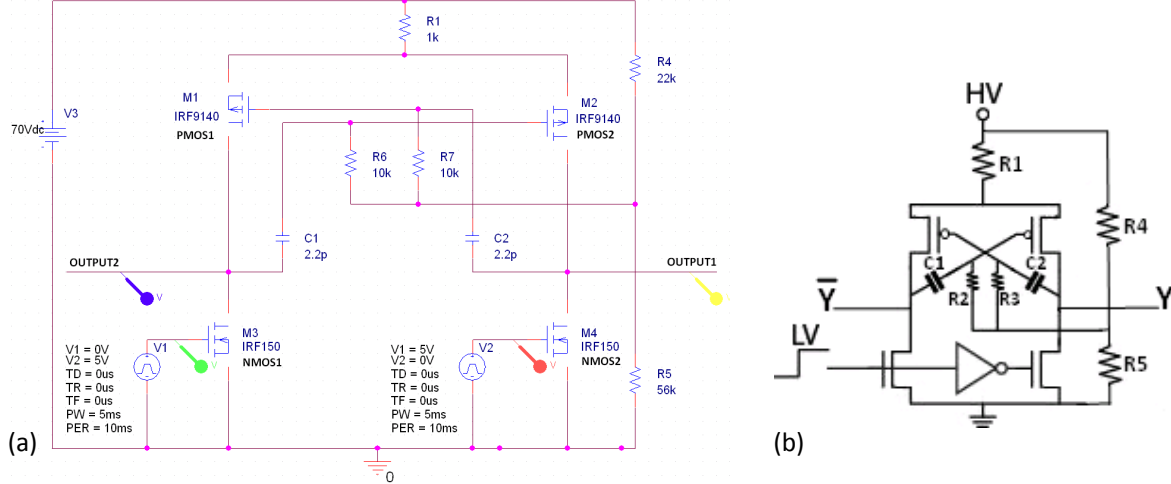 R1
1k
R4
22k
V3
70Vdc
M1
IRF9140
PMOS1
M2
IRF9140
PMOS2
R6
10k
R7
10k
C1
2.2p
C2
2.2p
OUTPUT2
OUTPUT1
V
V
M3
IRF150
NMOS1
M4
IRF150
NMOS2
V1
V
V2
V
V1 = 0V
V2 = 5V
TD = 0us
TR = 0us
TF = 0us
PW = 5ms
PER = 10ms
V1 = 5V
V2 = 0V
TD = 0us
TR = 0us
TF = 0us
PW = 5ms
PER = 10ms
R5
56k
0
(a)
HV
R1
R4
C1
C2
R2
R3
Y
Y
LV
R5
(b)